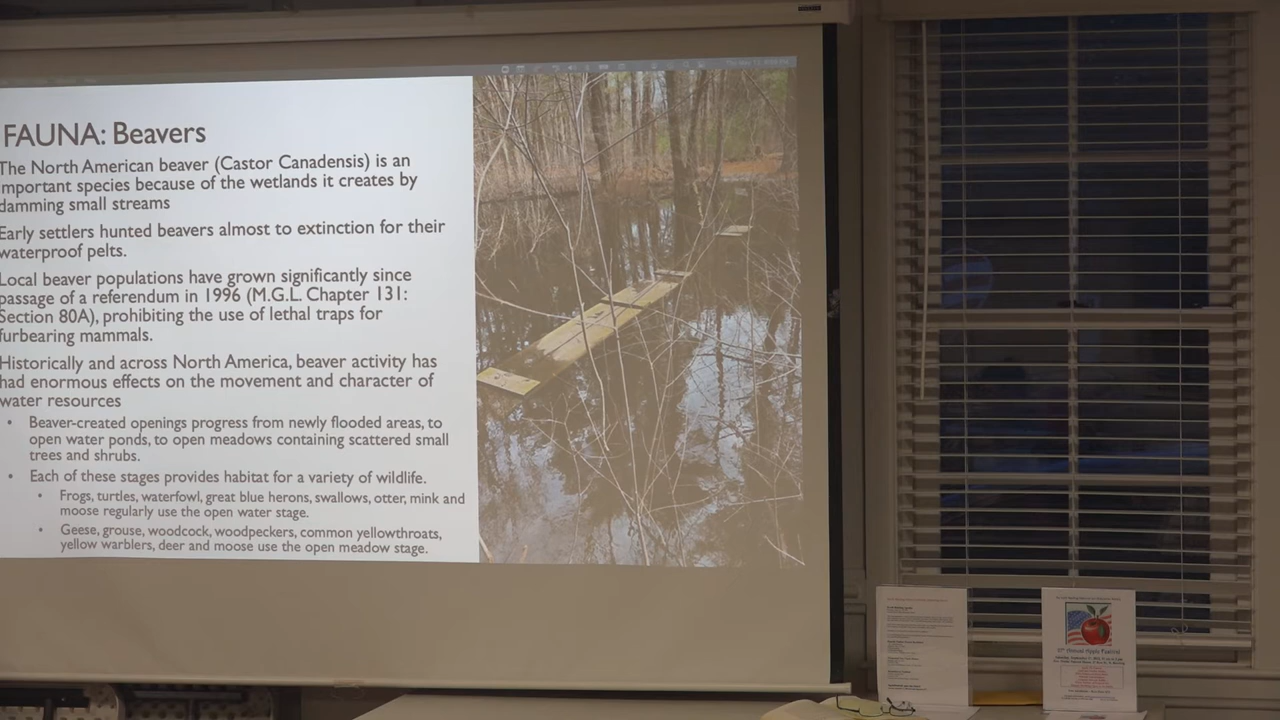 FAUNA: Beavers
The North American beaver (Castor Canadensis) is an
important species because of the wetlands it creates by
damming small streams
Early settlers hunted beavers almost to extinction for their
waterproof pelts.
Local beaver populations have grown significantly since
passage of a referendum in 1996 (M.G.L. Chapter 131:
Section 80A), prohibiting the use of lethal traps for
furbearing mammals.
Historically and across North America, beaver activity has
had enormous effects on the movement and character of
water resources
• Beaver-created openings progress from newly flooded areas, to
open water ponds, to open meadows containing scattered small
trees and shrubs.
• Each of these stages provides habitat for a variety of wildlife.
• Frogs, turtles, waterfowl, great blue herons, swallows, otter, mink and
moose regularly use the open water stage.
• Geese, grouse, woodcock, woodpeckers, common yellowthroats,
yellow warblers, deer and moose use the open meadow stage.
Annual Apple Festival